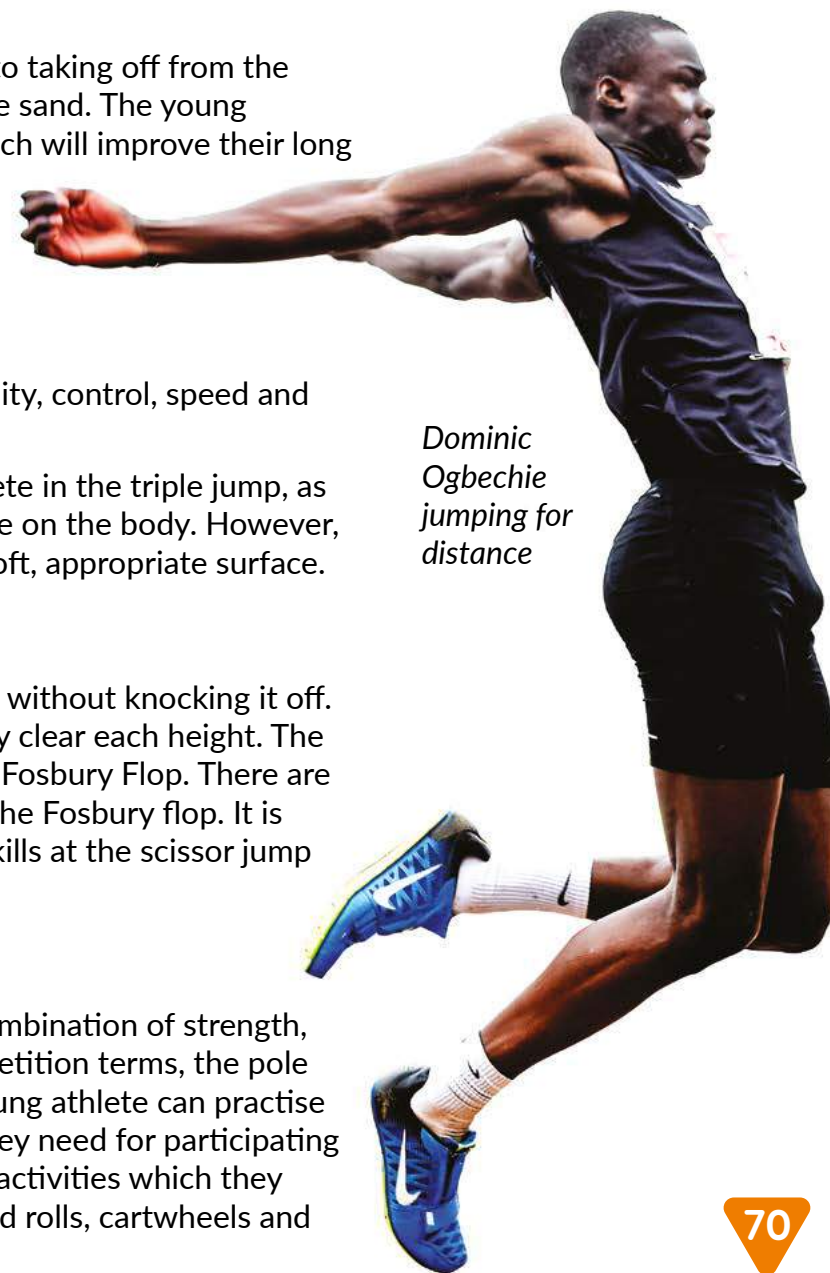 to taking off from the
e sand. The young
ch will improve their long
ity, control, speed and
Dominic
Ogbechie
jumping for
distance
ete in the triple jump, as
e on the body. However,
oft, appropriate surface.
without knocking it off.
y clear each height. The
Fosbury Flop. There are
he Fosbury flop. It is
kills at the scissor jump
mbination of strength,
petition terms, the pole
ung athlete can practise
ey need for participating
activities which they
d rolls, cartwheels and
70